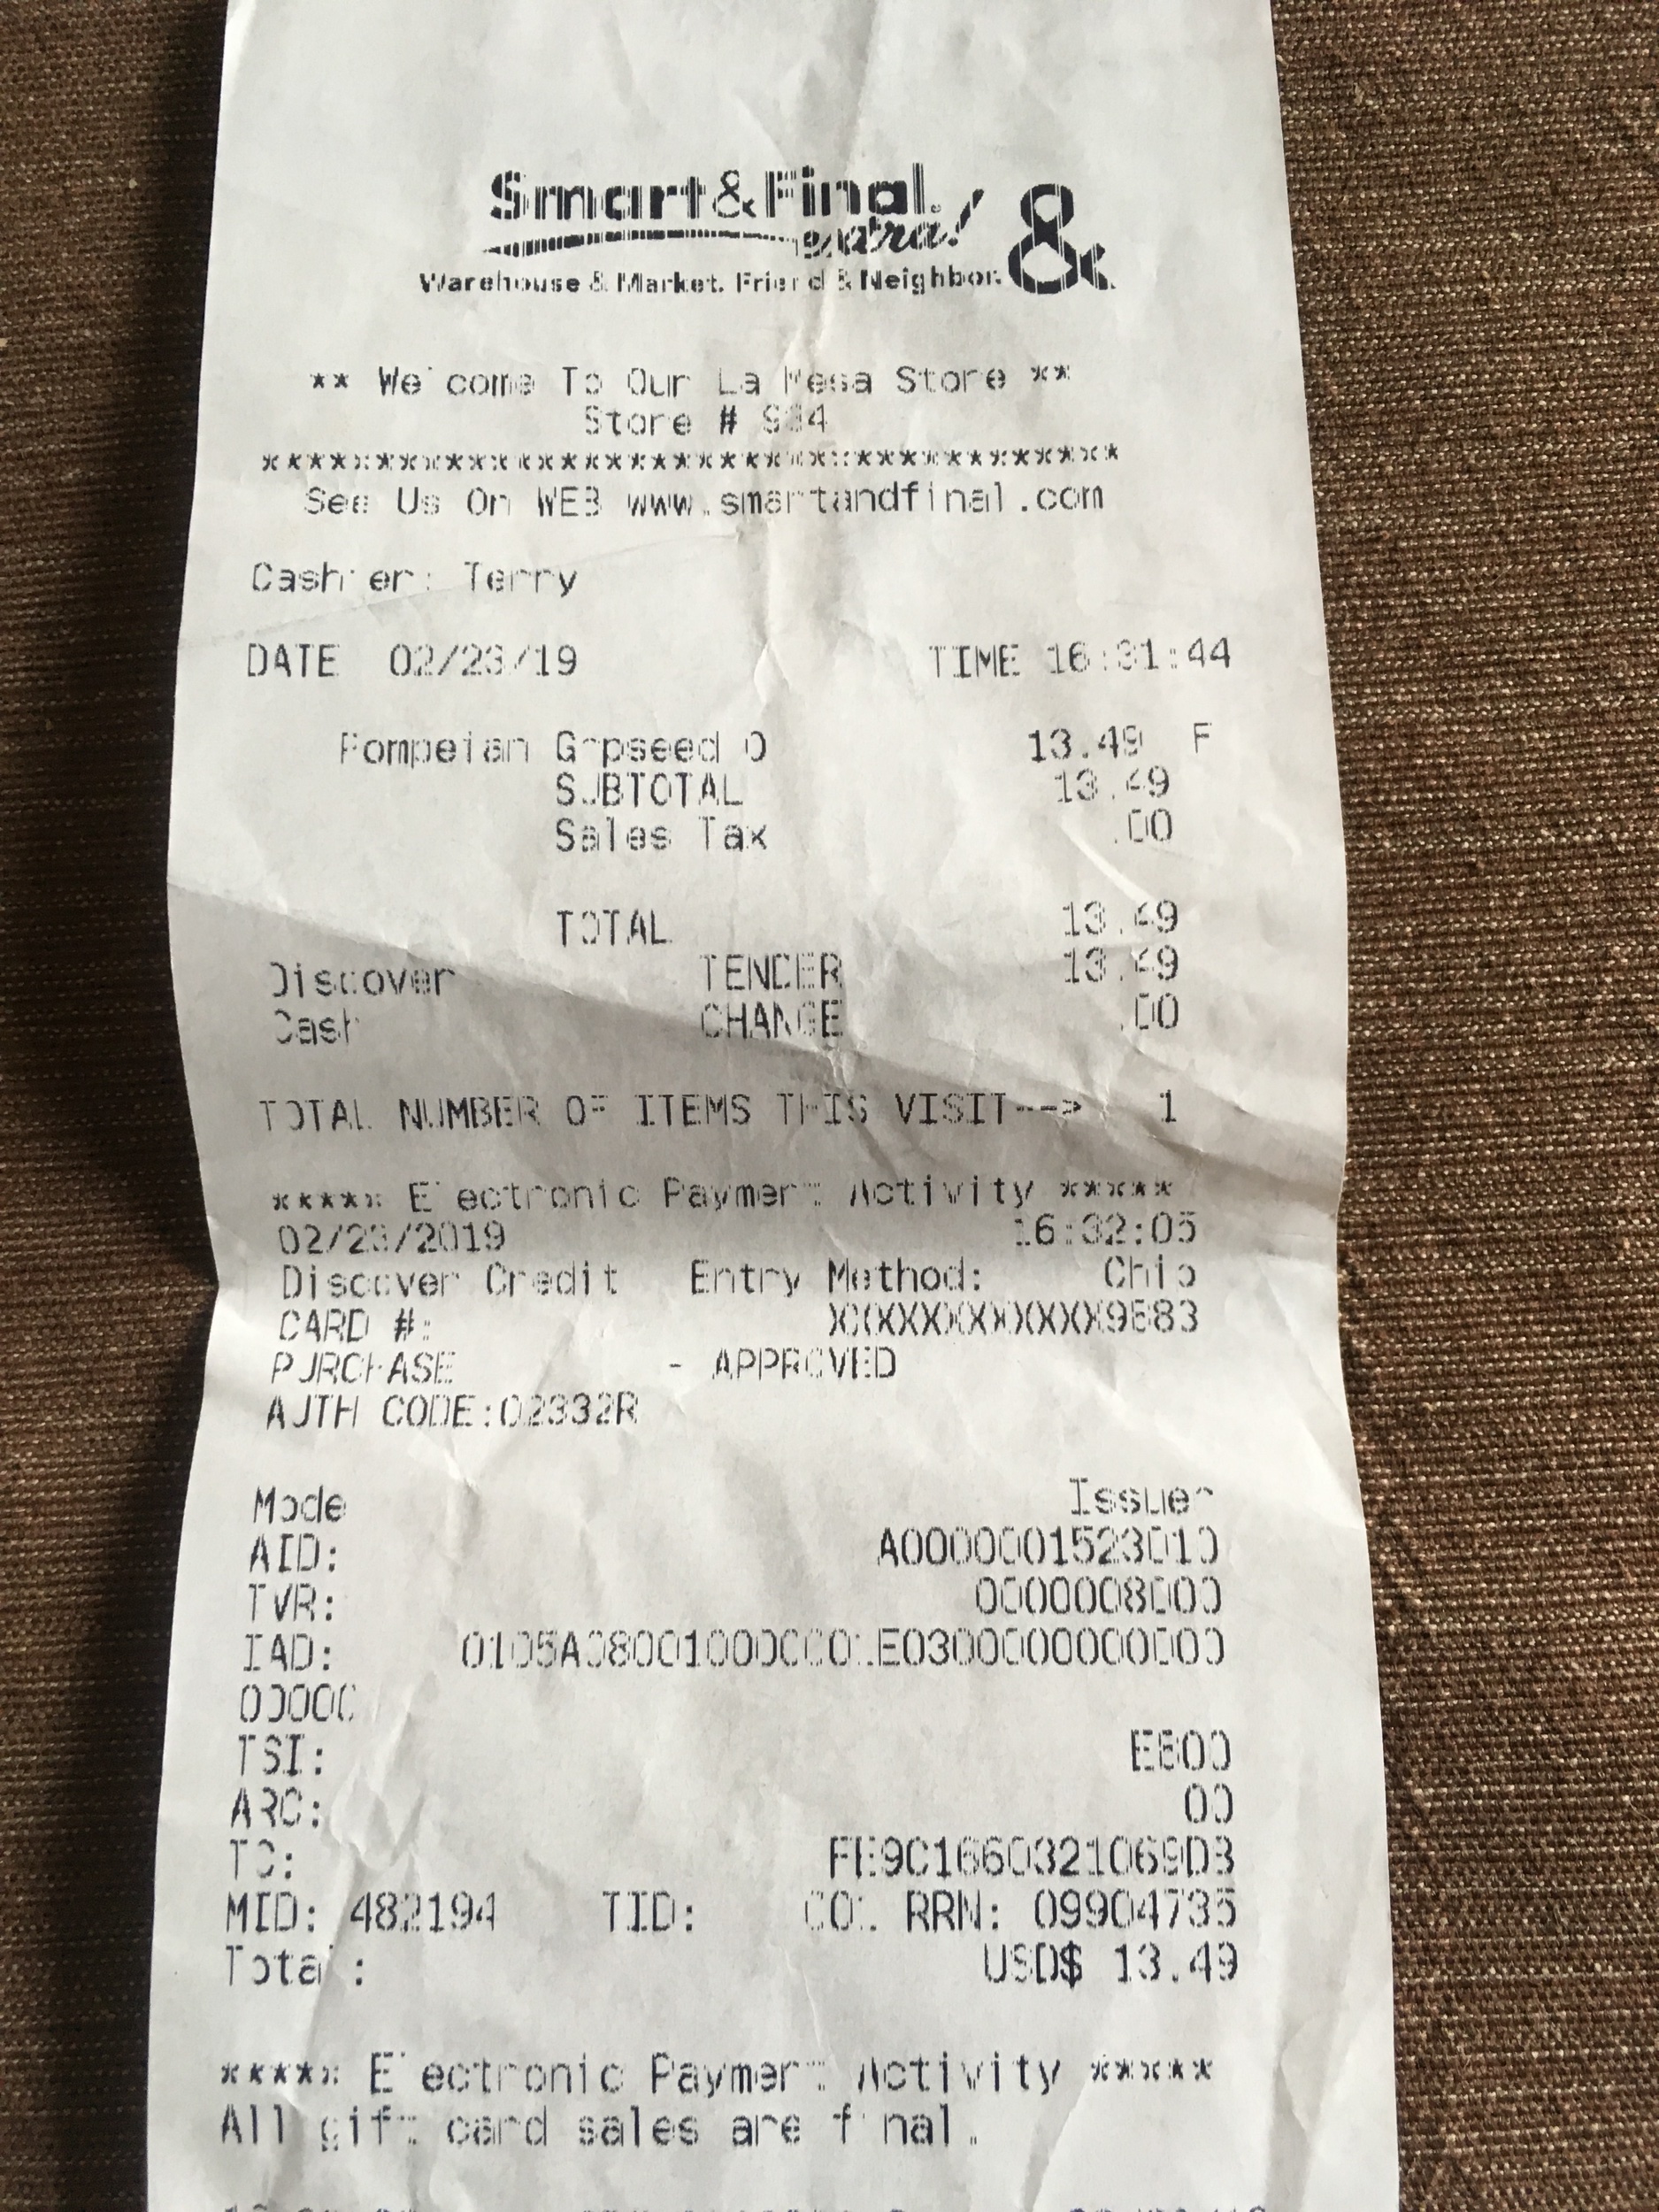 Smart&Final.
extra! &
Warehouse & Market. Friend & Neighbor.
** Welcome To Our La Mesa Store **
Store # 934
See Us On WEB www.smartandfinal.com
Cashier: Terry
DATE 02/23/19 TIME 16:31:44
Pompeian Grpseed O 13.49 F
SUBTOTAL 13.49
Sales Tax .00
TOTAL 13.49
Discover TENDER 13.49
Cash CHANGE .00
TOTAL NUMBER OF ITEMS THIS VISIT--> 1
***** Electronic Payment Activity *****
02/23/2019 16:32:05
Discover Credit Entry Method: Chip
CARD #:
PURCHASE - APPROVED
AUTH CODE:02332R
Mode Issuer
AID: A0000001523010
TVR: 0000008000
IAD:
00000
TSI:
ARC: 00
TC:
MID: 482194 TID: 001 RRN: 09904735
Total: USD$ 13.49
***** Electronic Payment Activity *****
All gift card sales are final.